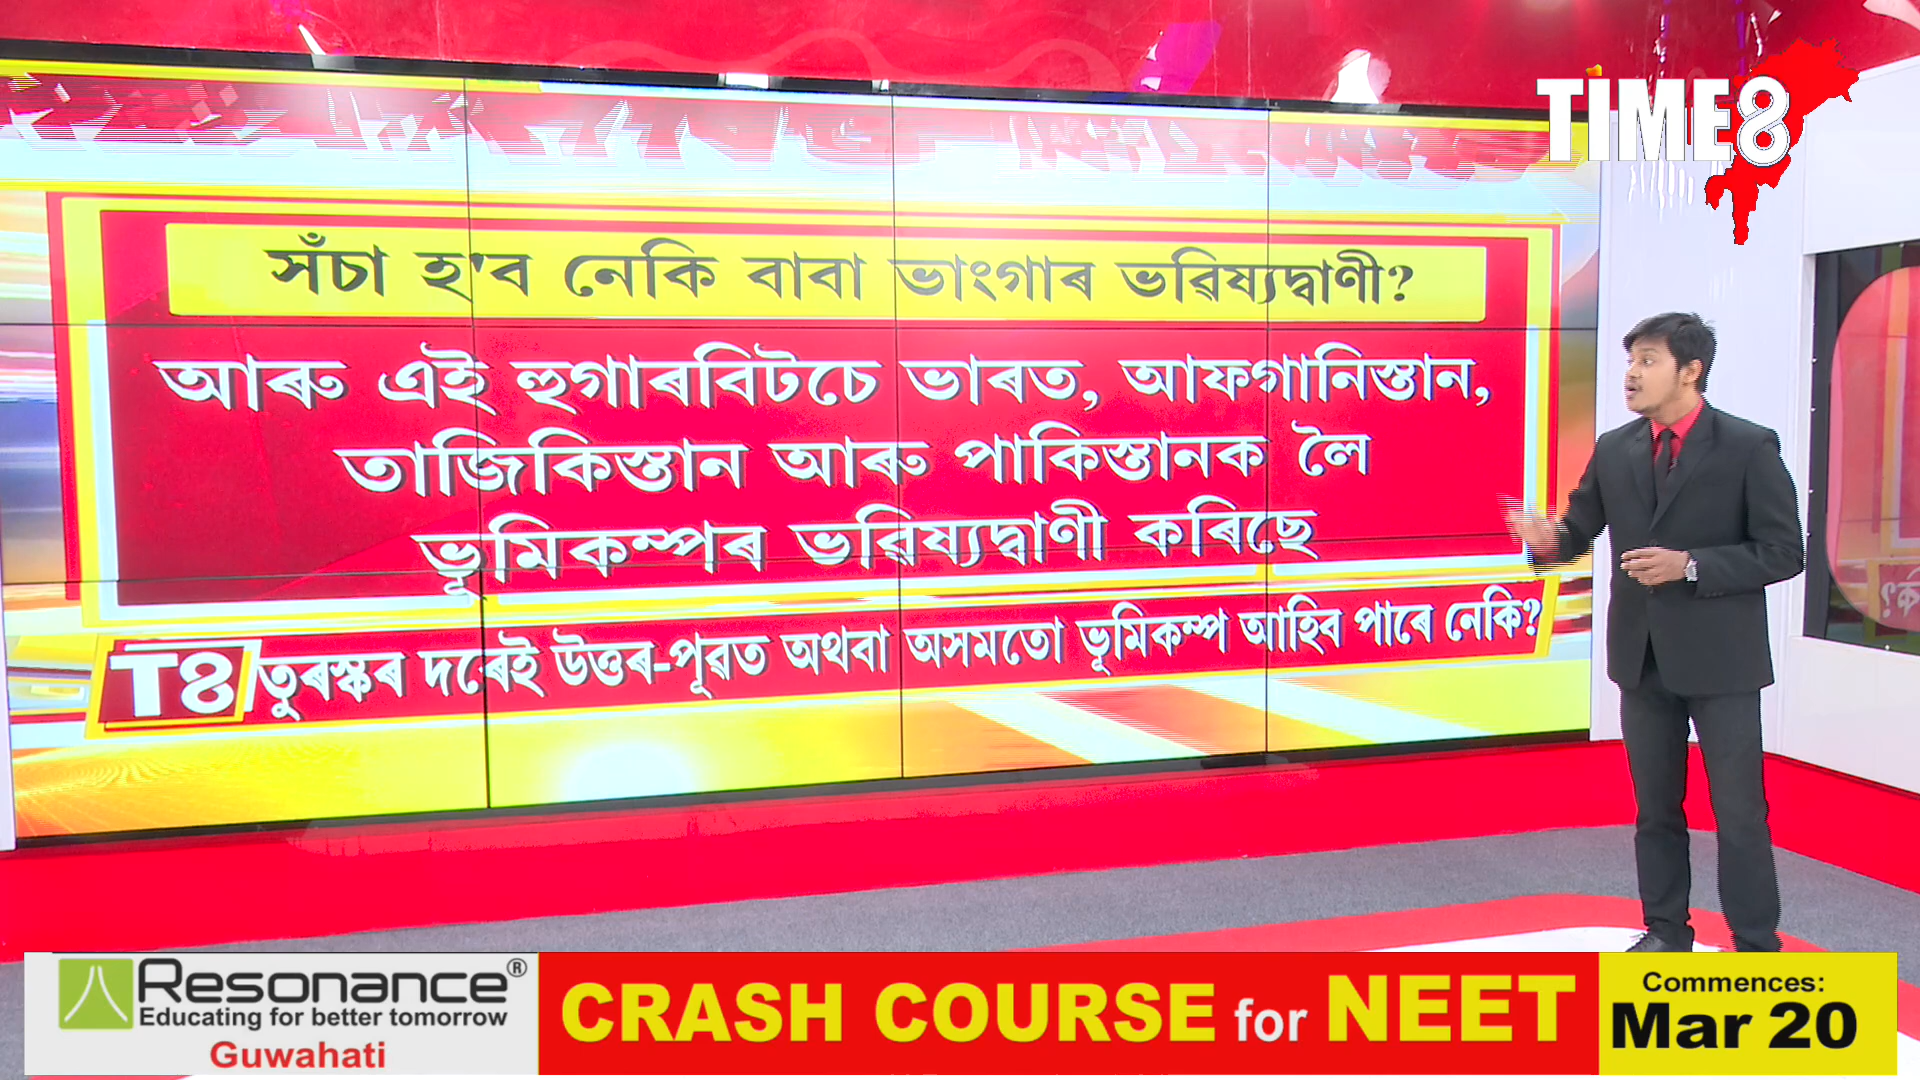 TIME8
সঁচা হ'ব নেকি বাবা ভাংগাৰ ভৱিষ্যদ্বাণী?
আৰু এই হুগাৰবিটচে ভাৰত, আফগানিস্তান,
তাজিকিস্তান আৰু পাকিস্তানক লৈ
ভূমিকম্পৰ ভৱিষ্যদ্বাণী কৰিছে
T8 তুৰস্কৰ দৰেই উত্তৰ-পূৱত অথবা অসমতো ভূমিকম্প আহিব পাৰে নেকি?
Resonance®
Educating for better tomorrow
Guwahati
CRASH COURSE for NEET
Commences:
Mar 20